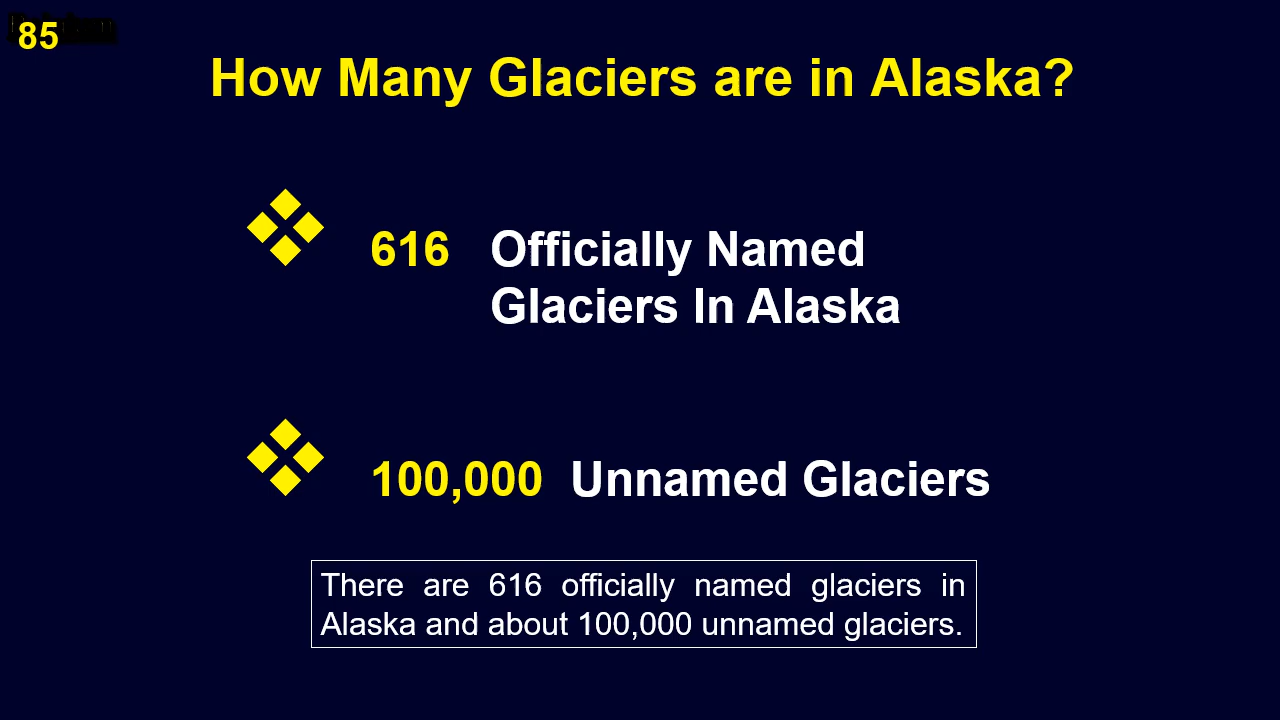 85
How Many Glaciers are in Alaska?
616 Officially Named
Glaciers In Alaska
100,000 Unnamed Glaciers
There are 616 officially named glaciers in
Alaska and about 100,000 unnamed glaciers.